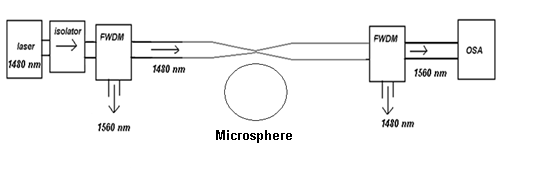 laser
1480 nm
isolator
FWDM
1480 nm
1560 nm
Microsphere
FWDM
1560 nm
1480 nm
OSA